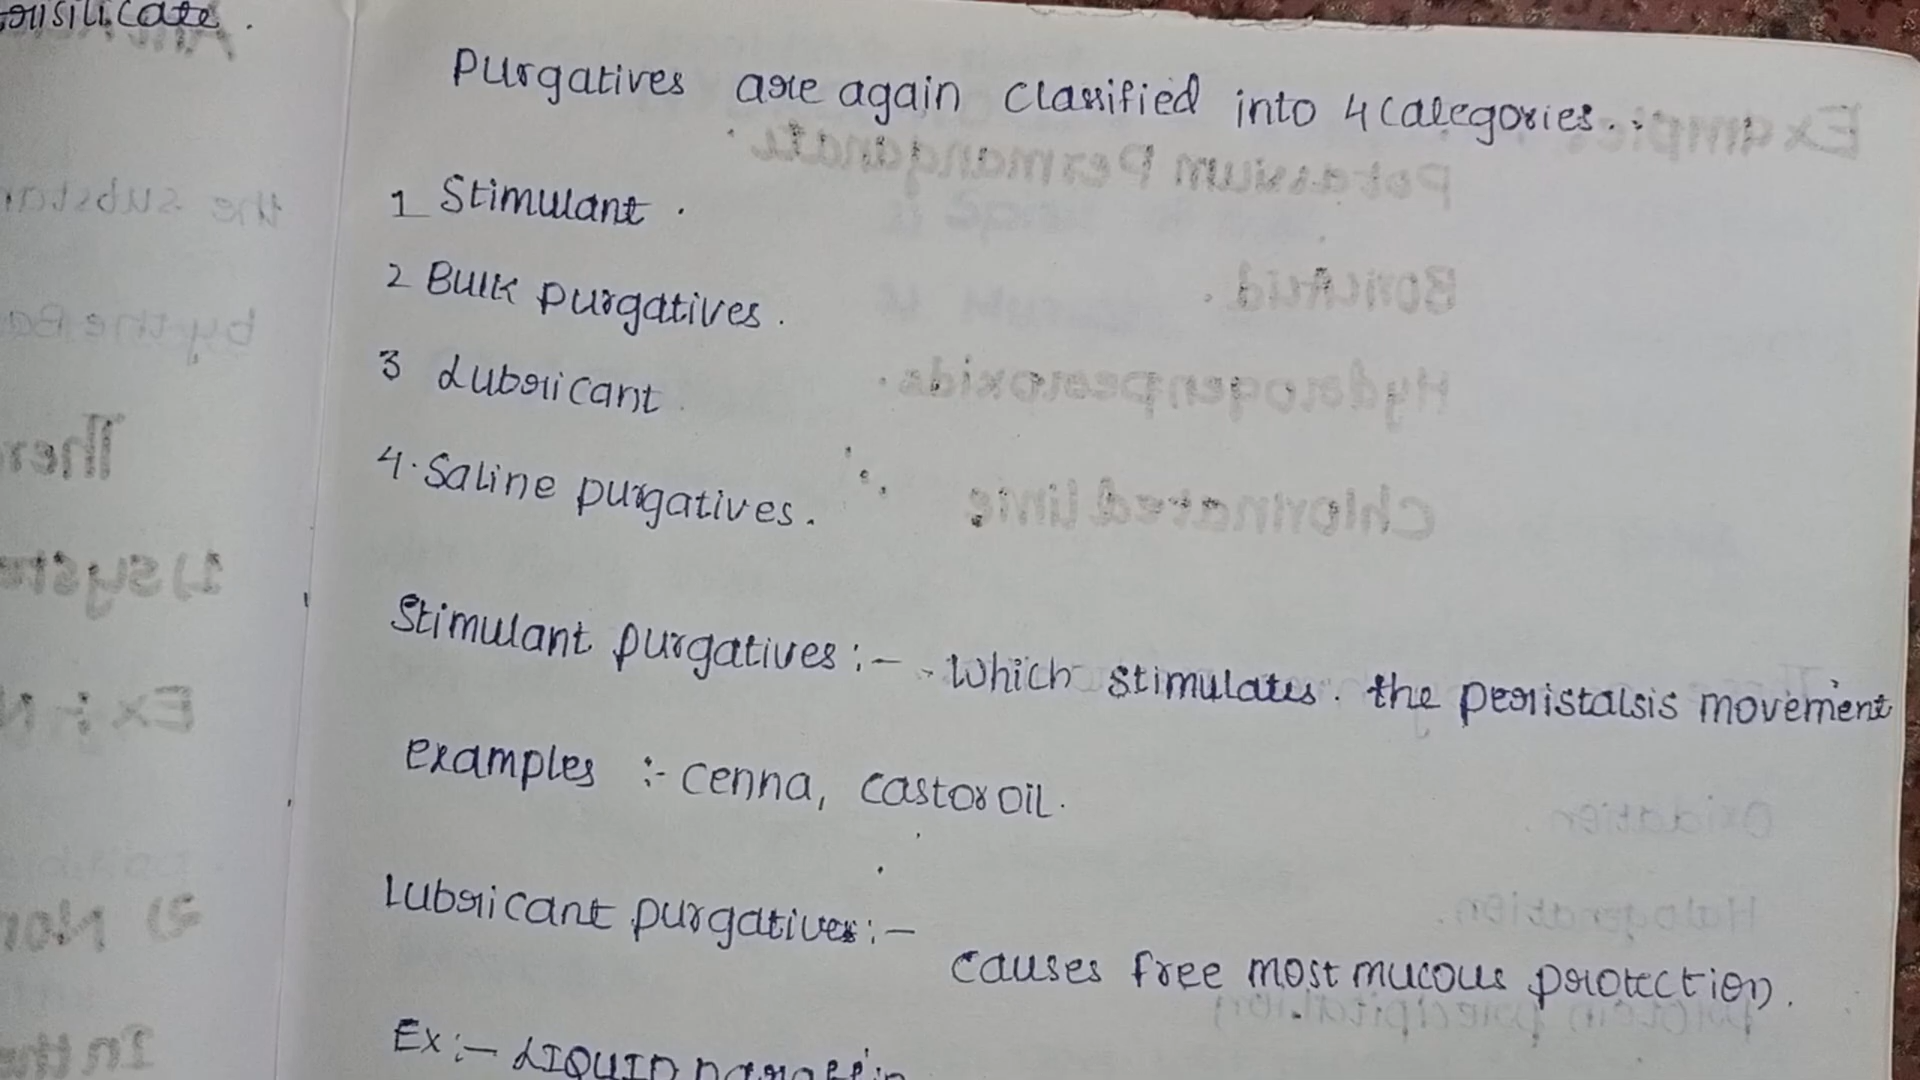 Purgatives are again classified into 4 Categories.
1 Stimulant.
2 Bulk purgatives.
3 Lubricant
4. Saline purgatives.
Stimulant purgatives :- Which stimulates. the peristalsis movement
examples :- cenna, castor oil.
Lubricant purgatives :-
causes free most mucous protection.
Ex :- LIQUID paraffin